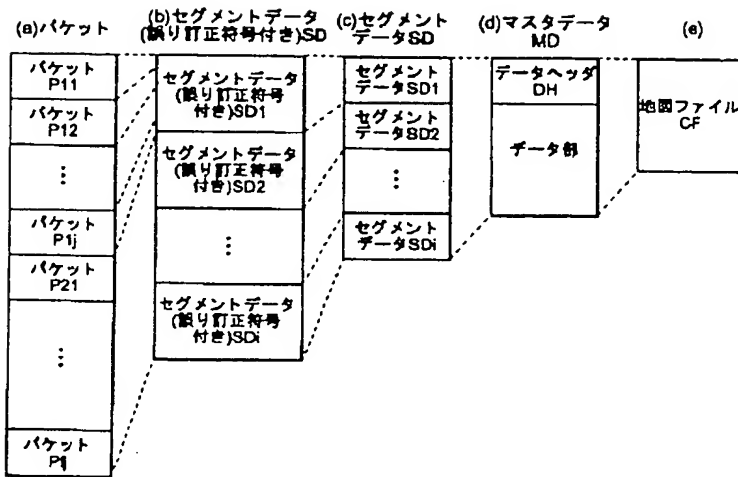 (a)パケット
パケット
P11
パケット
P12
⋮
パケット
P1j
パケット
P21
⋮
パケット
Pij
(b)セグメントデータ
(誤り訂正符号付き)SD
セグメントデータ
(誤り訂正符号
付き)SD1
セグメントデータ
(誤り訂正符号
付き)SD2
⋮
セグメントデータ
(誤り訂正符号
付き)SDi
(c)セグメント
データSD
セグメント
データSD1
セグメント
データSD2
⋮
セグメント
データSDi
(d)マスタデータ
MD
データヘッダ
DH
データ部
(e)
地図ファイル
CF